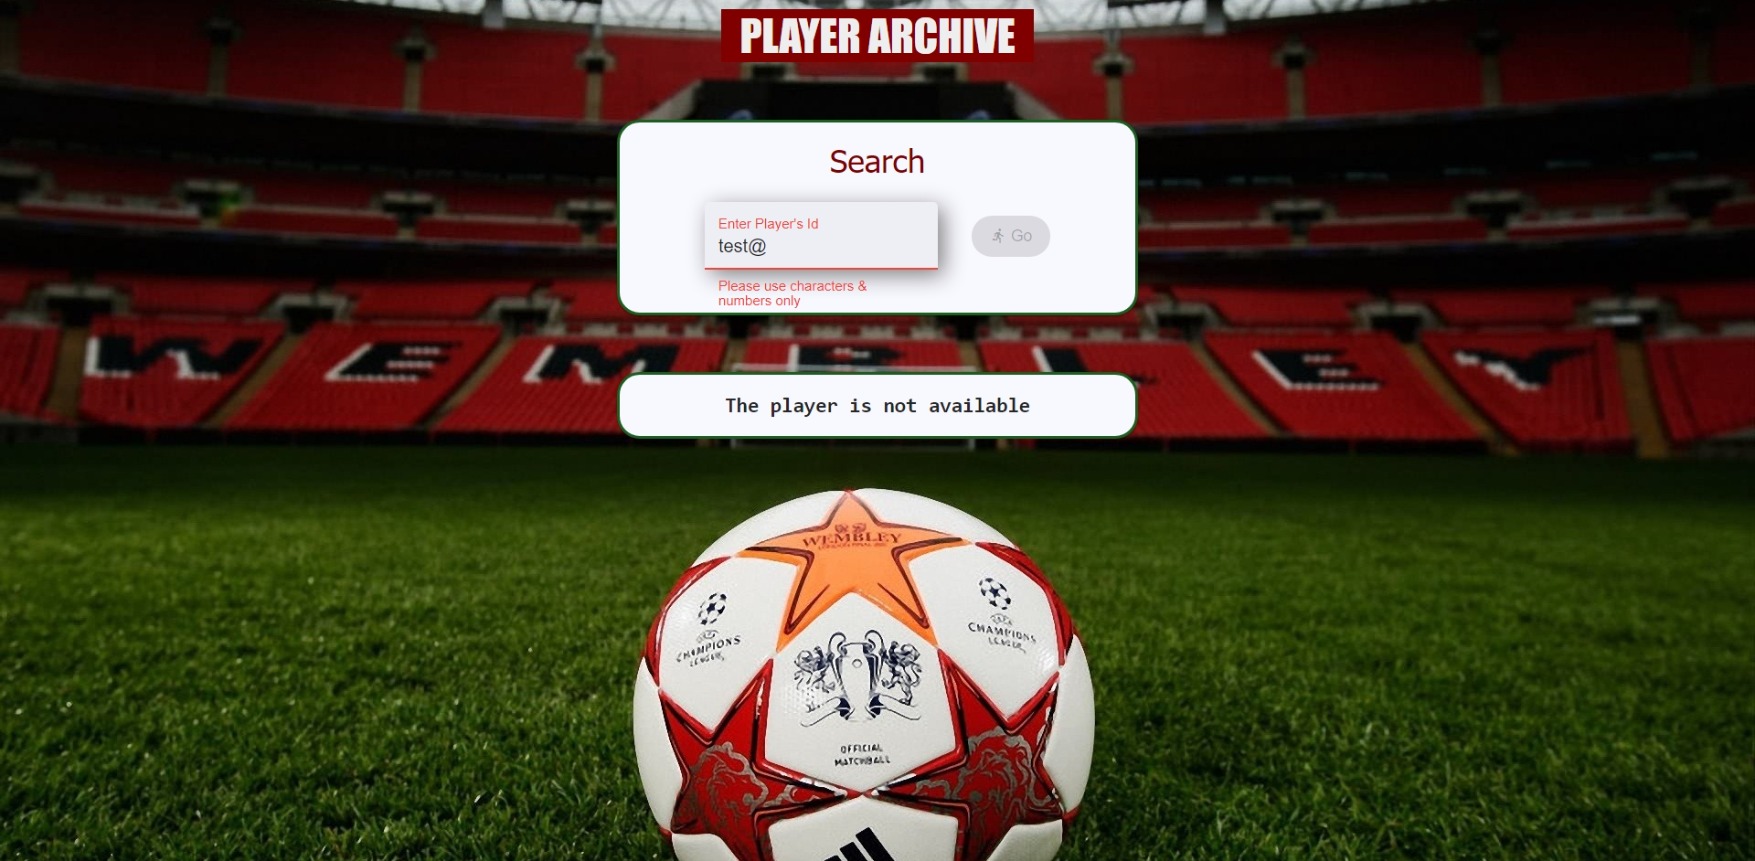 PLAYER ARCHIVE
Search
Enter Player's Id
test@
Go
Please use characters &
numbers only
WEMBLEY
The player is not available
WEMBLEY
CHAMPIONS
LEAGUE
CHAMPIONS
LEAGUE
OFFICIAL
MATCHBALL